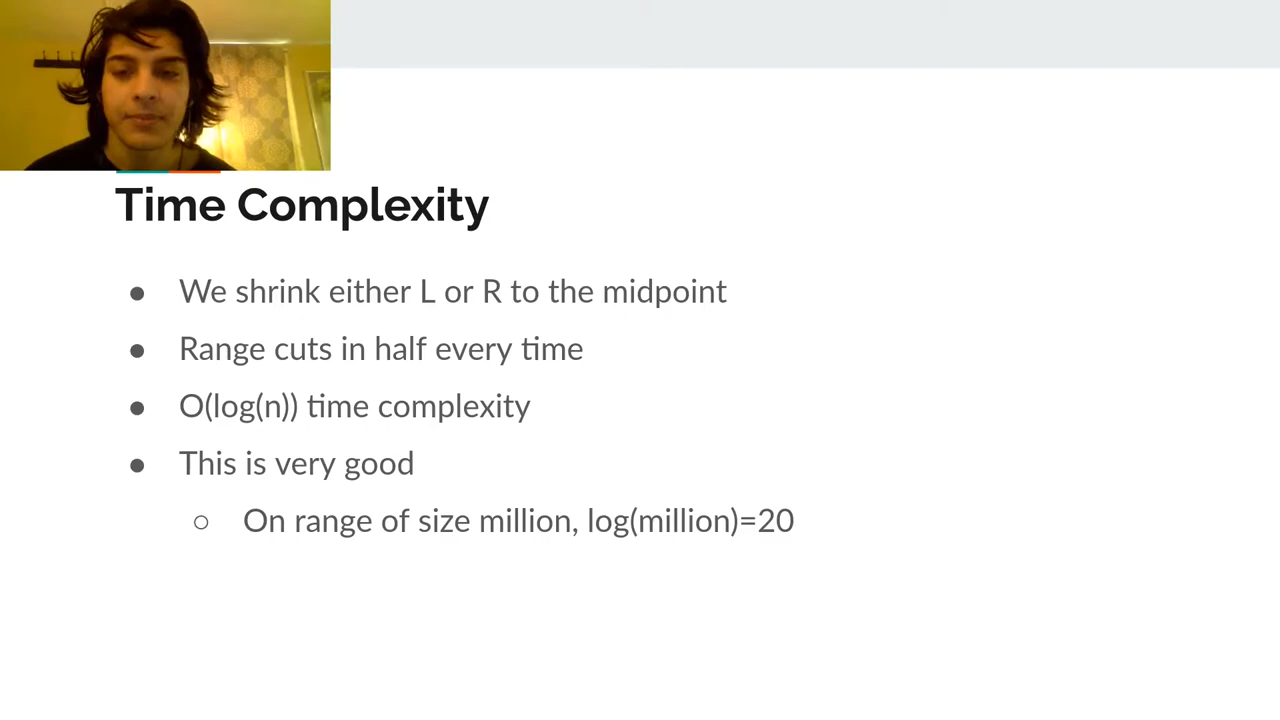 Time Complexity
● We shrink either L or R to the midpoint
● Range cuts in half every time
● O(log(n)) time complexity
● This is very good
○ On range of size million, log(million)=20